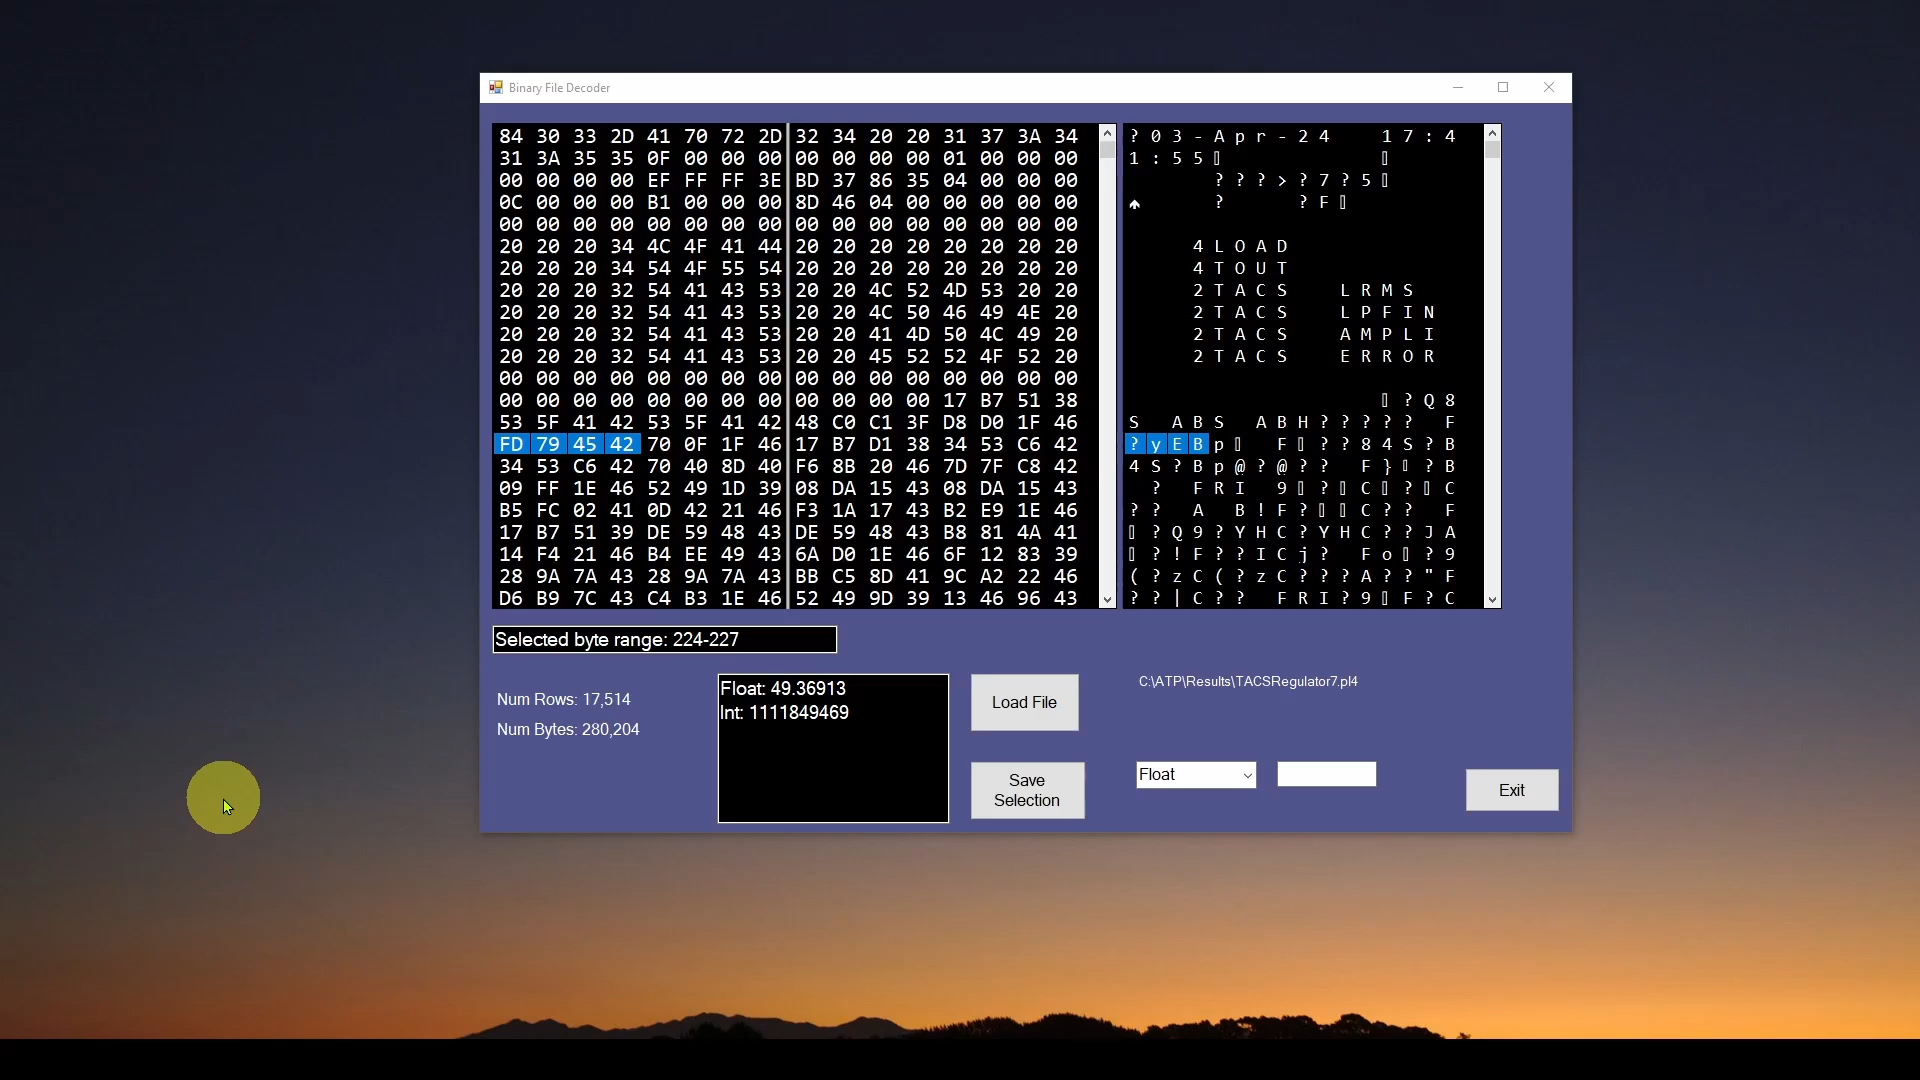 Binary File Decoder
84 30 33 2D 41 70 72 2D 32 34 20 20 31 37 3A 34
31 3A 35 35 0F 00 00 00 00 00 00 00 01 00 00 00
00 00 00 00 EF FF FF 3E BD 37 86 35 04 00 00 00
0C 00 00 00 B1 00 00 00 8D 46 04 00 00 00 00 00
00 00 00 00 00 00 00 00 00 00 00 00 00 00 00 00
20 20 20 34 4C 4F 41 44 20 20 20 20 20 20 20 20
20 20 20 34 54 4F 55 54 20 20 20 20 20 20 20 20
20 20 20 32 54 41 43 53 20 20 4C 52 4D 53 20 20
20 20 20 32 54 41 43 53 20 20 4C 50 46 49 4E 20
20 20 20 32 54 41 43 53 20 20 41 4D 50 4C 49 20
20 20 20 32 54 41 43 53 20 20 45 52 52 4F 52 20
00 00 00 00 00 00 00 00 00 00 00 00 00 00 00 00
00 00 00 00 00 00 00 00 00 00 00 00 17 B7 51 38
53 5F 41 42 53 5F 41 42 48 C0 C1 3F D8 D0 1F 46
FD 79 45 42 70 0F 1F 46 17 B7 D1 38 34 53 C6 42
34 53 C6 42 70 40 8D 40 F6 8B 20 46 7D 7F C8 42
09 FF 1E 46 52 49 1D 39 08 DA 15 43 08 DA 15 43
B5 FC 02 41 0D 42 21 46 F3 1A 17 43 B2 E9 1E 46
17 B7 51 39 DE 59 48 43 DE 59 48 43 B8 81 4A 41
14 F4 21 46 B4 EE 49 43 6A D0 1E 46 6F 12 83 39
28 9A 7A 43 28 9A 7A 43 BB C5 8D 41 9C A2 22 46
D6 B9 7C 43 C4 B3 1E 46 52 49 9D 39 13 46 96 43
? 0 3 - A p r - 2 4 1 7 : 4
1 : 5 5 ▯ ▯
? ? ? > ? 7 ? 5 ▯
♠ ? ? F ▯
4 L O A D
4 T O U T
2 T A C S L R M S
2 T A C S L P F I N
2 T A C S A M P L I
2 T A C S E R R O R
▯ ? Q 8
S A B S A B H ? ? ? ? ? F
? y E B p ▯ F ▯ ? ? 8 4 S ? B
4 S ? B p @ ? @ ? ? F } ▯ ? B
? F R I 9 ▯ ? ▯ C ▯ ? ▯ C
? ? A B ! F ? ▯ ▯ C ? ? F
▯ ? Q 9 ? Y H C ? Y H C ? ? J A
▯ ? ! F ? ? I C j ? F o ▯ ? 9
( ? z C ( ? z C ? ? ? A ? ? " F
? ? | C ? ? F R I ? 9 ▯ F ? C
Selected byte range: 224-227
Num Rows: 17,514
Num Bytes: 280,204
Float: 49.36913
Int: 1111849469
Load File
Save
Selection
C:\ATP\Results\TACSRegulator7.pl4
Float
Exit